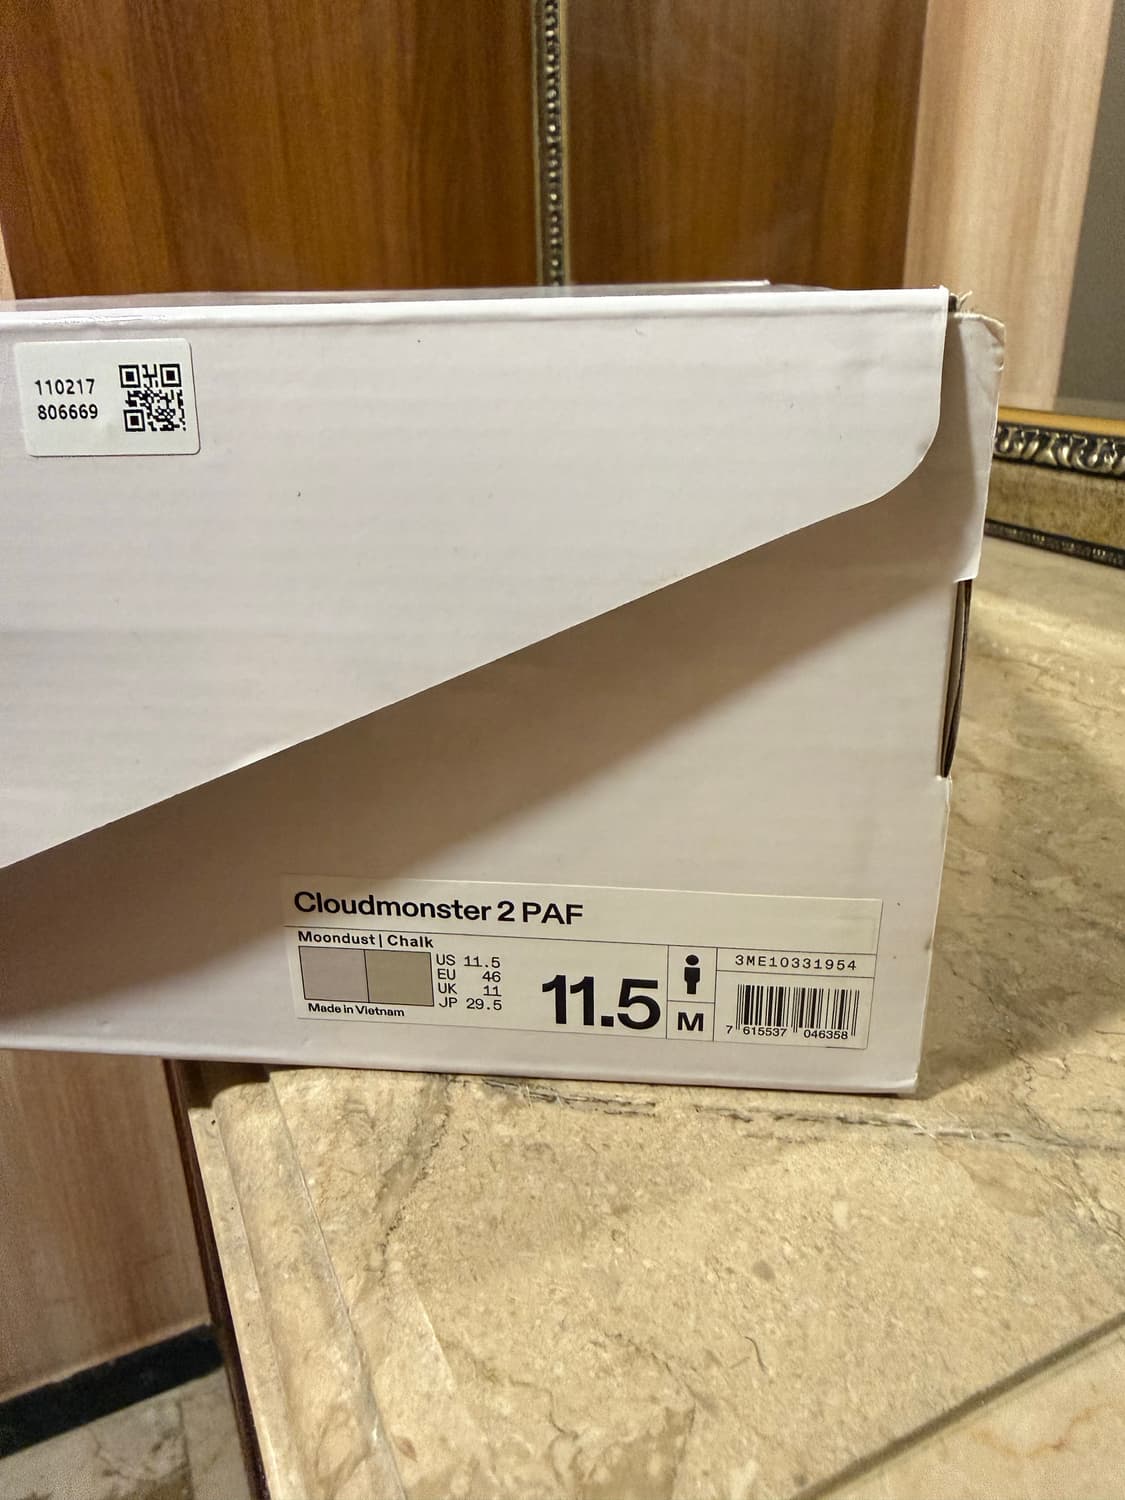 110217
806669
Cloudmonster 2 PAF
Moondust | Chalk
US 11.5
EU 46
UK 11
JP 29.5
Made in Vietnam
11.5
M
3ME10331954
7 615537 046358